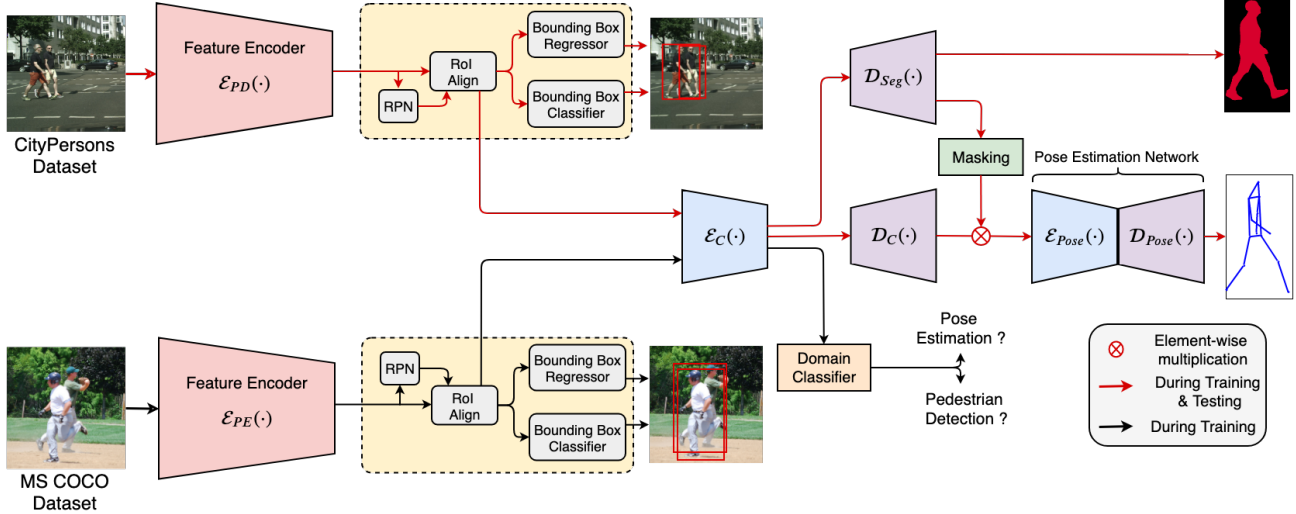 Feature Encoder
ℰ_PD(·)
CityPersons
Dataset
RPN
RoI
Align
Bounding Box
Regressor
Bounding Box
Classifier
𝒟_Seg(·)
Masking
Pose Estimation Network
ℰ_C(·)
𝒟_C(·)
ℰ_Pose(·)
𝒟_Pose(·)
Feature Encoder
ℰ_PE(·)
MS COCO
Dataset
RPN
RoI
Align
Bounding Box
Regressor
Bounding Box
Classifier
Domain
Classifier
Pose
Estimation ?
Pedestrian
Detection ?
Element-wise
multiplication
During Training
& Testing
During Training